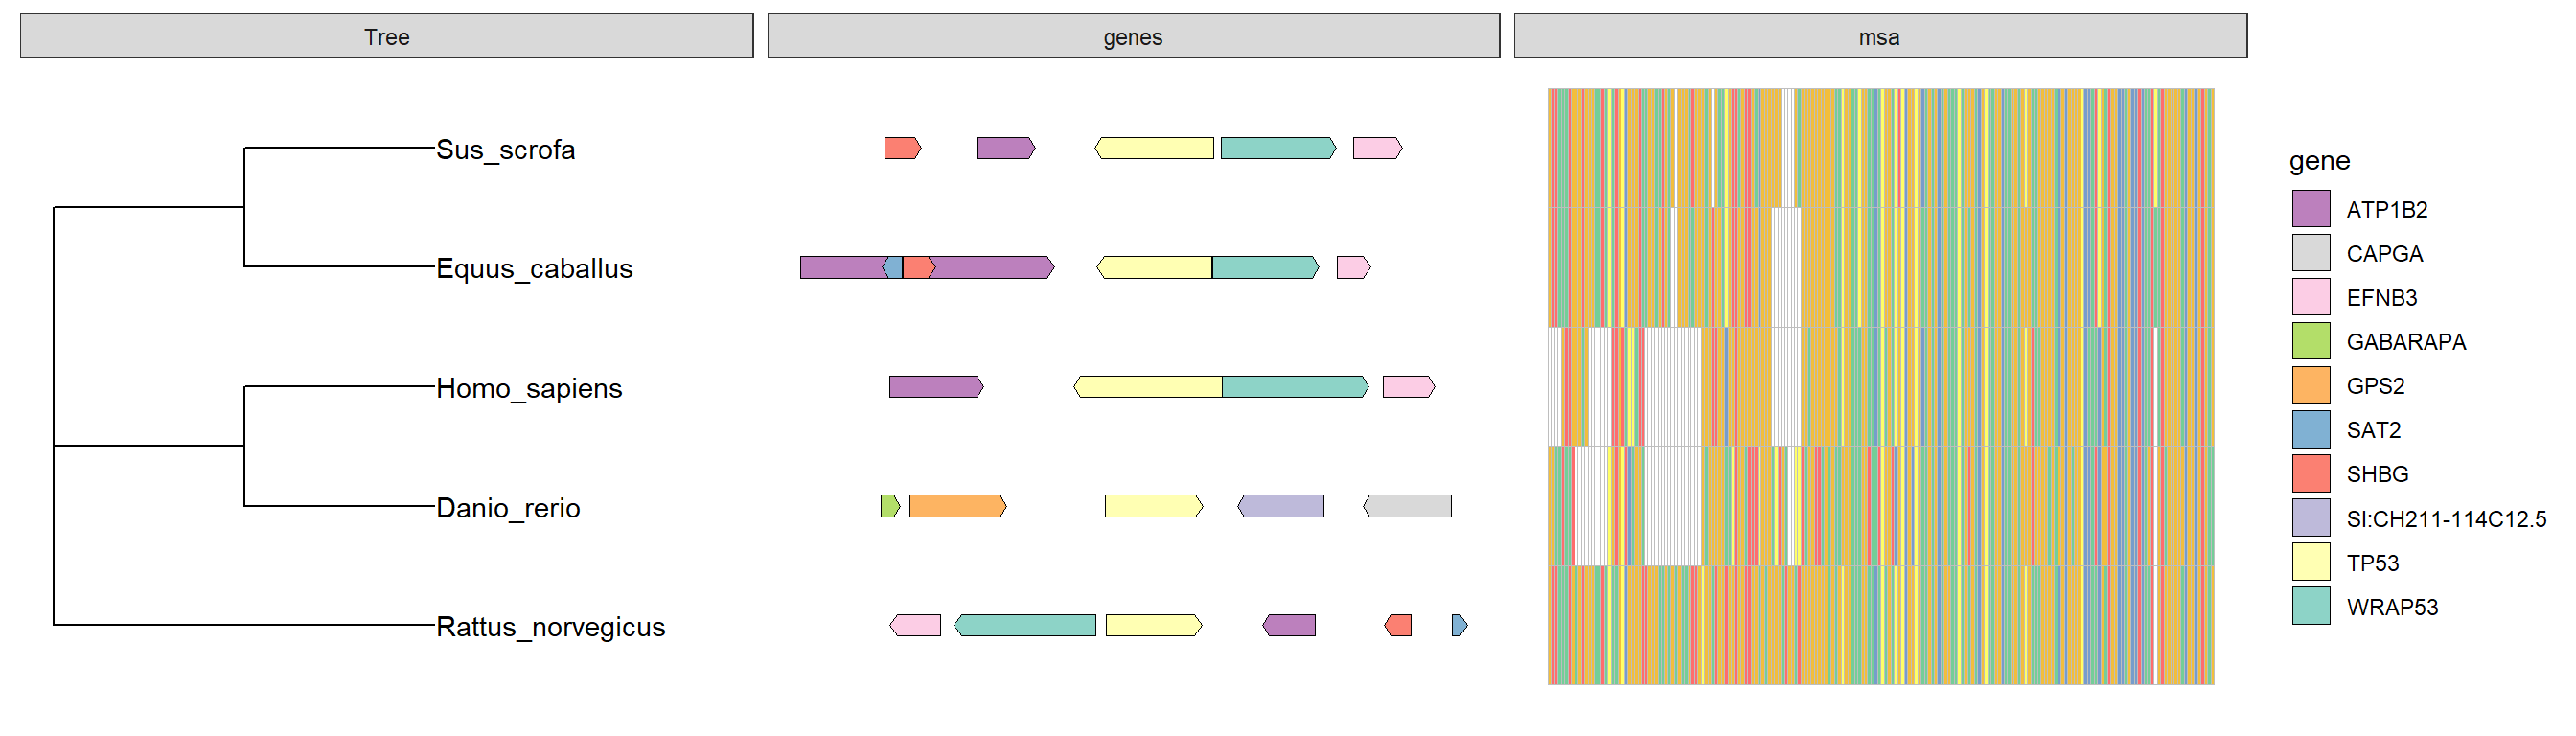 Tree
genes
msa
Sus_scrofa
Equus_caballus
Homo_sapiens
Danio_rerio
Rattus_norvegicus
gene
ATP1B2
CAPGA
EFNB3
GABARAPA
GPS2
SAT2
SHBG
SI:CH211-114C12.5
TP53
WRAP53